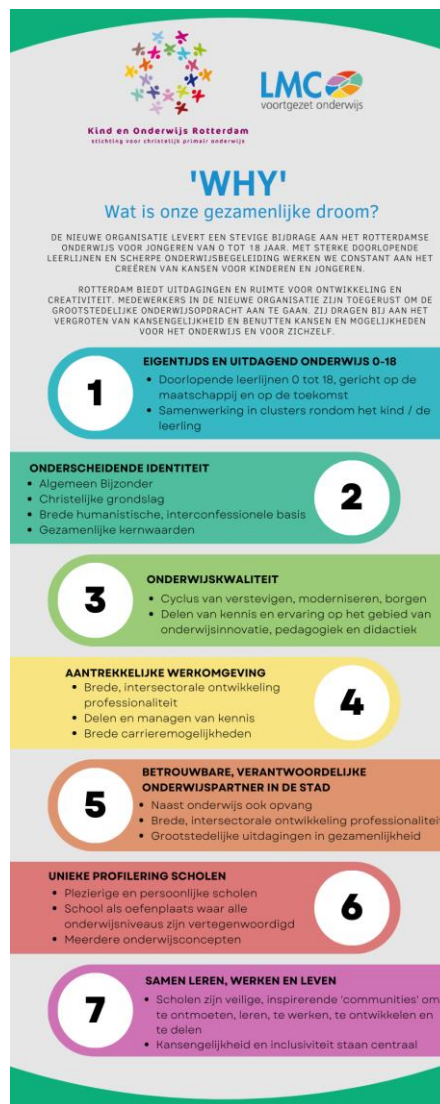 Kind en Onderwijs Rotterdam
stichting voor christelijk primair onderwijs
LMC
voortgezet onderwijs
'WHY'
Wat is onze gezamenlijke droom?
DE NIEUWE ORGANISATIE LEVERT EEN STEVIGE BIJDRAGE AAN HET ROTTERDAMSE
ONDERWIJS VOOR JONGEREN VAN 0 TOT 18 JAAR. MET STERKE DOORLOPENDE
LEERLIJNEN EN SCHERPE ONDERWIJSBEGELEIDING WERKEN WE CONSTANT AAN HET
CREËREN VAN KANSEN VOOR KINDEREN EN JONGEREN.
ROTTERDAM BIEDT UITDAGINGEN EN RUIMTE VOOR ONTWIKKELING EN
CREATIVITEIT. MEDEWERKERS IN DE NIEUWE ORGANISATIE ZIJN TOEGERUST OM DE
GROOTSTEDELIJKE ONDERWIJSOPDRACHT AAN TE GAAN. ZIJ DRAGEN BIJ AAN HET
VERGROTEN VAN KANSENGELIJKHEID EN BENUTTEN KANSEN EN MOGELIJKHEDEN
VOOR HET ONDERWIJS EN VOOR ZICHZELF.
1
EIGENTIJDS EN UITDAGEND ONDERWIJS 0-18
• Doorlopende leerlijnen 0 tot 18, gericht op de
maatschappij en op de toekomst
• Samenwerking in clusters rondom het kind / de
leerling
ONDERSCHEIDENDE IDENTITEIT
• Algemeen Bijzonder
• Christelijke grondslag
• Brede humanistische, interconfessionele basis
• Gezamenlijke kernwaarden
2
3
ONDERWIJSKWALITEIT
• Cyclus van verstevigen, moderniseren, borgen
• Delen van kennis en ervaring op het gebied van
onderwijsinnovatie, pedagogiek en didactiek
AANTREKKELIJKE WERKOMGEVING
• Brede, intersectorale ontwikkeling
professionaliteit
• Delen en managen van kennis
• Brede carrieremogelijkheden
4
5
BETROUWBARE, VERANTWOORDELIJKE
ONDERWIJSPARTNER IN DE STAD
• Naast onderwijs ook opvang
• Brede, intersectorale ontwikkeling professionaliteit
• Grootstedelijke uitdagingen in gezamenlijkheid
UNIEKE PROFILERING SCHOLEN
• Plezierige en persoonlijke scholen
• School als oefenplaats waar alle
onderwijsniveaus zijn vertegenwoordigd
• Meerdere onderwijsconcepten
6
7
SAMEN LEREN, WERKEN EN LEVEN
• Scholen zijn veilige, inspirerende 'communities' om
te ontmoeten, leren, te werken, te ontwikkelen en
te delen
• Kansengelijkheid en inclusiviteit staan centraal